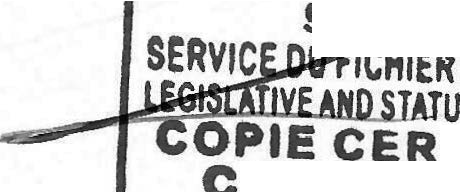 SERVICE DU FICHIER
LEGISLATIVE AND STATU
COPIE CER
C